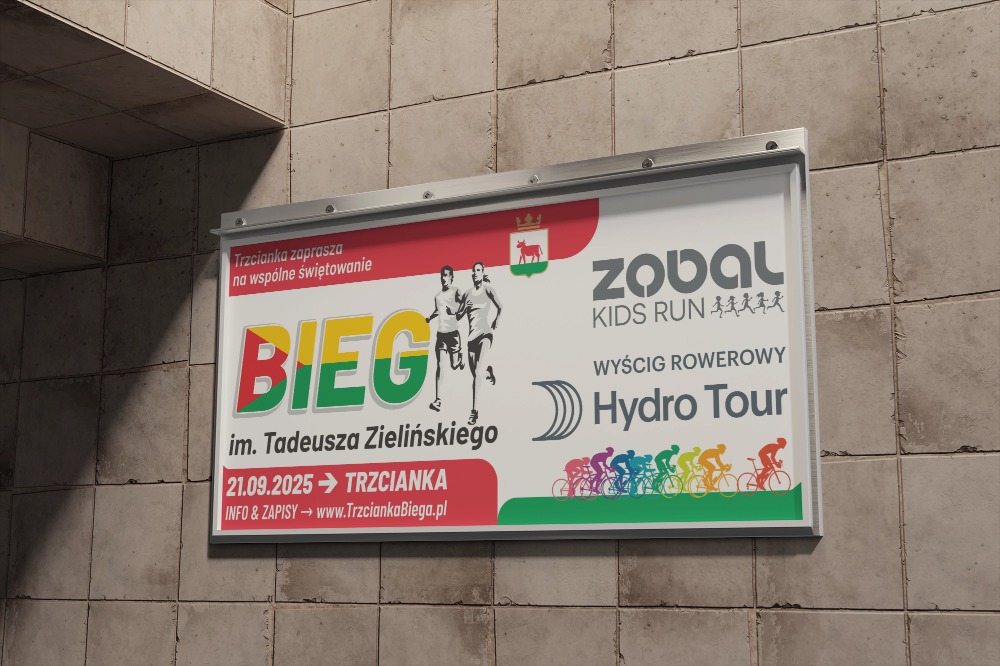 Trzcianka zaprasza
na wspólne świętowanie
BIEG
im. Tadeusza Zielińskiego
21.09.2025 → TRZCIANKA
INFO & ZAPISY → www.TrzciankaBiega.pl
zobal
KIDS RUN
WYŚCIG ROWEROWY
Hydro Tour